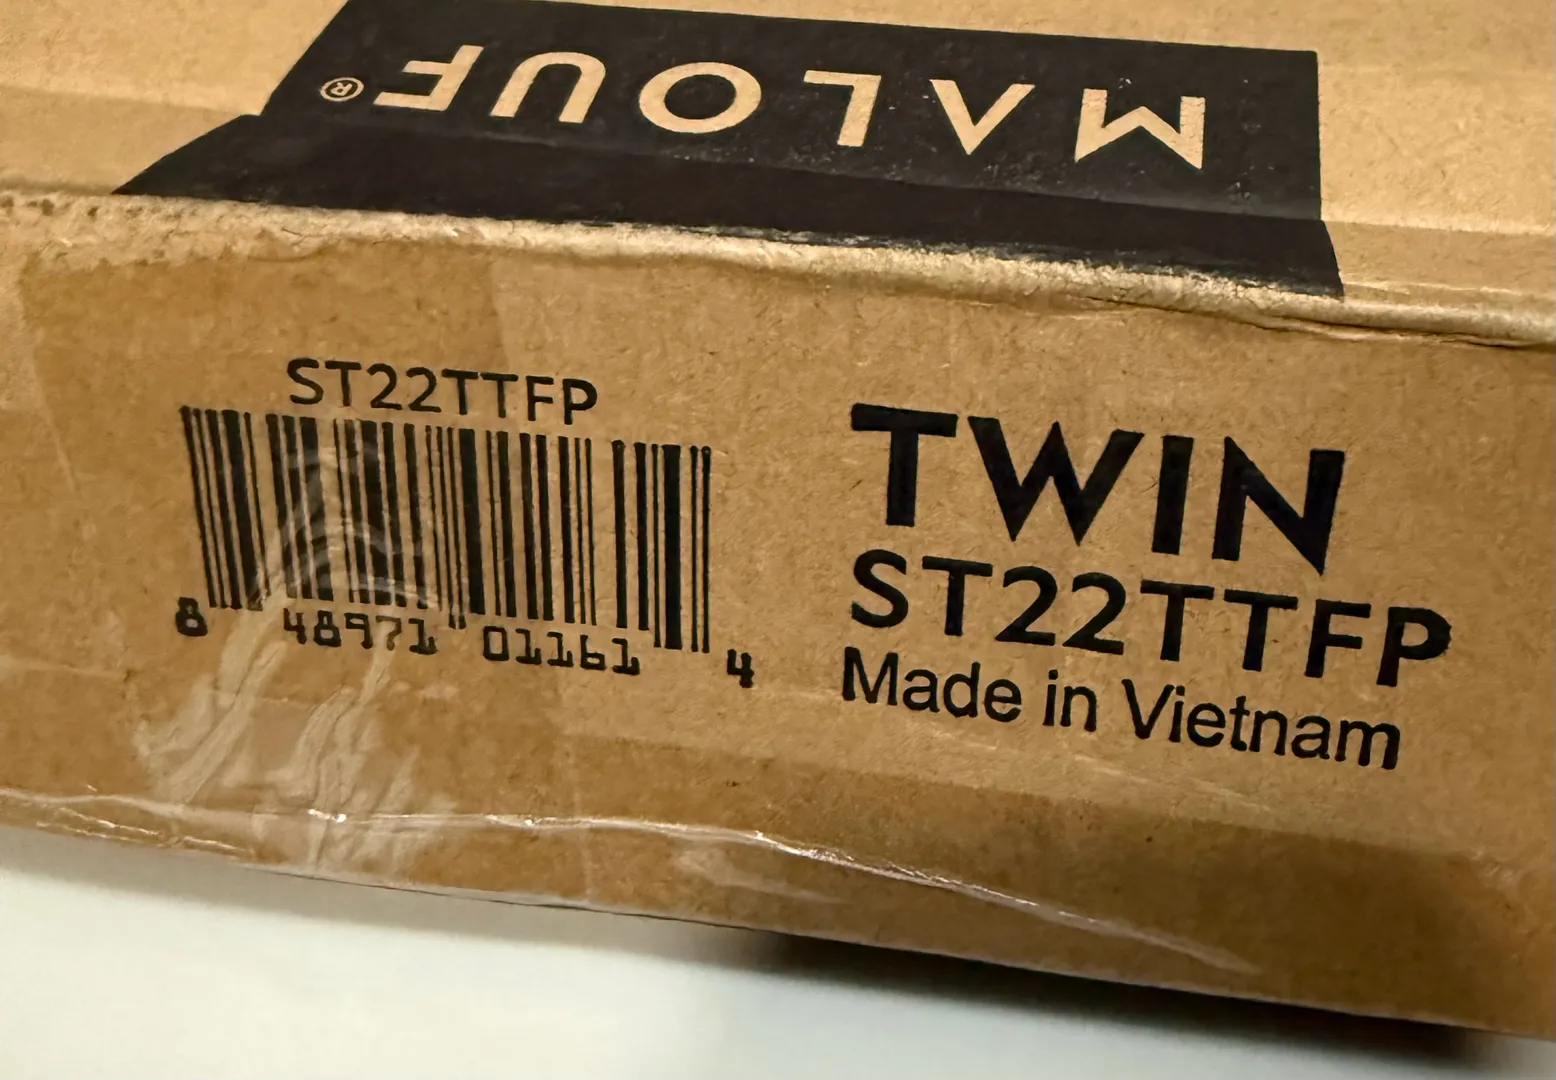 MALOUF®
ST22TTFP
8 48971 01161 4
TWIN
ST22TTFP
Made in Vietnam